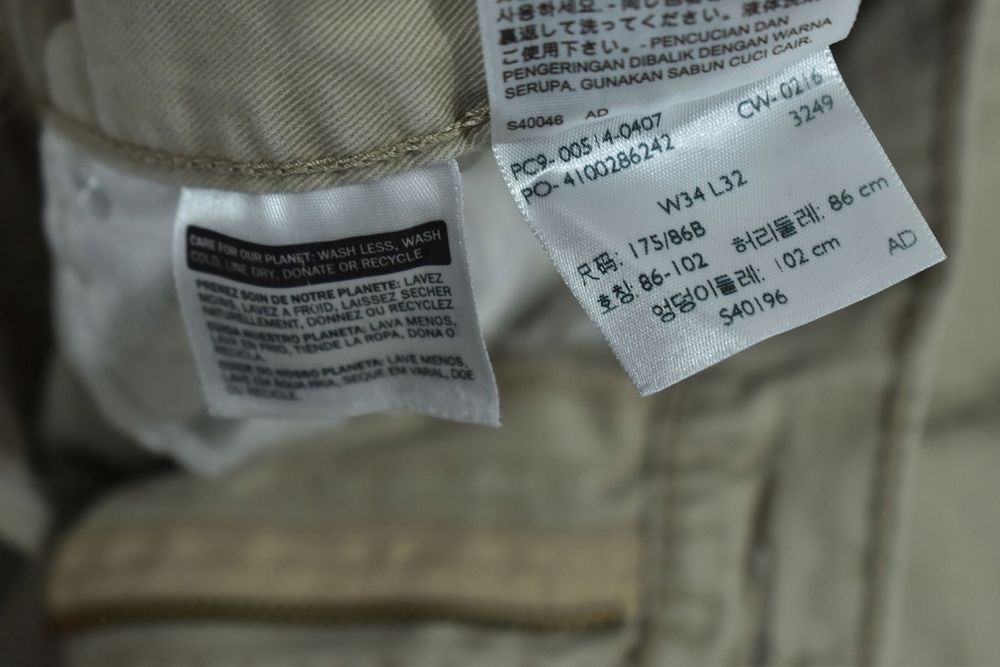 CARE FOR OUR PLANET: WASH LESS, WASH
COLD, LINE DRY, DONATE OR RECYCLE
PRENEZ SOIN DE NOTRE PLANETE: LAVEZ
MOINS, LAVEZ A FROID, LAISSEZ SECHER
NATURELLEMENT, DONNEZ OU RECYCLEZ
CUIDA NUESTRO PLANETA: LAVA MENOS,
LAVA EN FRIO, TIENDE LA ROPA, DONA O
RECICLA.
CUIDE DO NOSSO PLANETA: LAVE MENOS,
LAVE EM AGUA FRIA, SEQUE EM VARAL, DOE
OU RECICLE.
사용하세요.
裏返して洗ってください。液体洗
ご使用下さい。- PENCUCIAN DAN
PENGERINGAN DIBALIK DENGAN WARNA
SERUPA. GUNAKAN SABUN CUCI CAIR.
S40046 AD
PC9-00514-0407 CW-0216
PO-4100286242 3249
W34 L32
尺码: 175/86B 허리둘레: 86 cm
호칭: 86-102 엉덩이둘레: 102 cm
S40196 AD